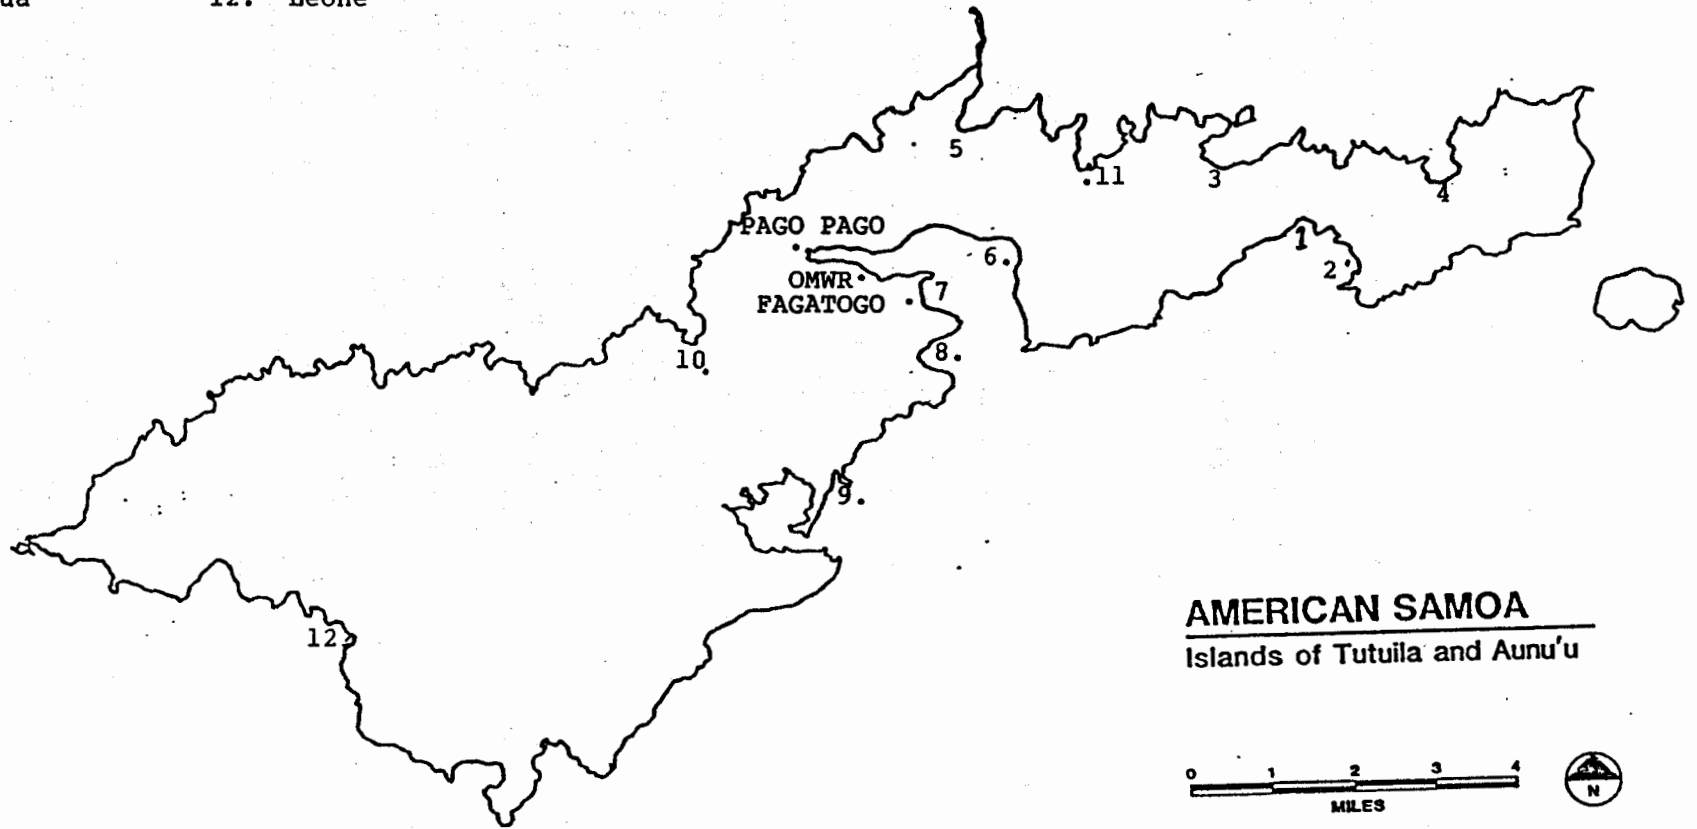 12. Leone
5
11
3
4
PAGO PAGO
6
1
2
OMWR
7
FAGATOGO
8
10
9
12
AMERICAN SAMOA
Islands of Tutuila and Aunu'u
0 1 2 3 4
MILES
N